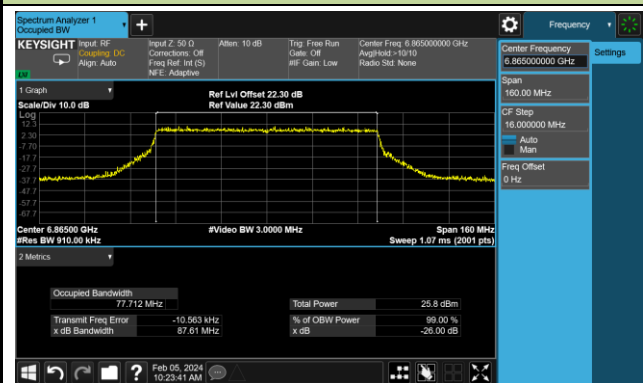 Spectrum Analyzer 1
Occupied BW
+
Frequency
KEYSIGHT
Input: RF
Coupling: DC
Align: Auto
Input Z: 50 Ω
Corrections: Off
Freq Ref: Int (S)
NFE: Adaptive
Atten: 10 dB
Trig: Free Run
Gate: Off
#IF Gain: Low
Center Freq: 6.865000000 GHz
Avg|Hold:>10/10
Radio Std: None
LXI
Center Frequency
6.865000000 GHz
Settings
Span
160.00 MHz
CF Step
16.000000 MHz
Auto
Man
Freq Offset
0 Hz
1 Graph
Scale/Div 10.0 dB
Ref Lvl Offset 22.30 dB
Ref Value 22.30 dBm
Log
12.3
2.30
-7.70
-17.7
-27.7
-37.7
-47.7
-57.7
-67.7
Center 6.86500 GHz
#Video BW 3.0000 MHz
Span 160 MHz
#Res BW 910.00 kHz
Sweep 1.07 ms (2001 pts)
2 Metrics
Occupied Bandwidth
77.712 MHz
Total Power 25.8 dBm
Transmit Freq Error -10.563 kHz
% of OBW Power 99.00 %
x dB Bandwidth 87.61 MHz
x dB -26.00 dB
?
Feb 05, 2024
10:23:41 AM